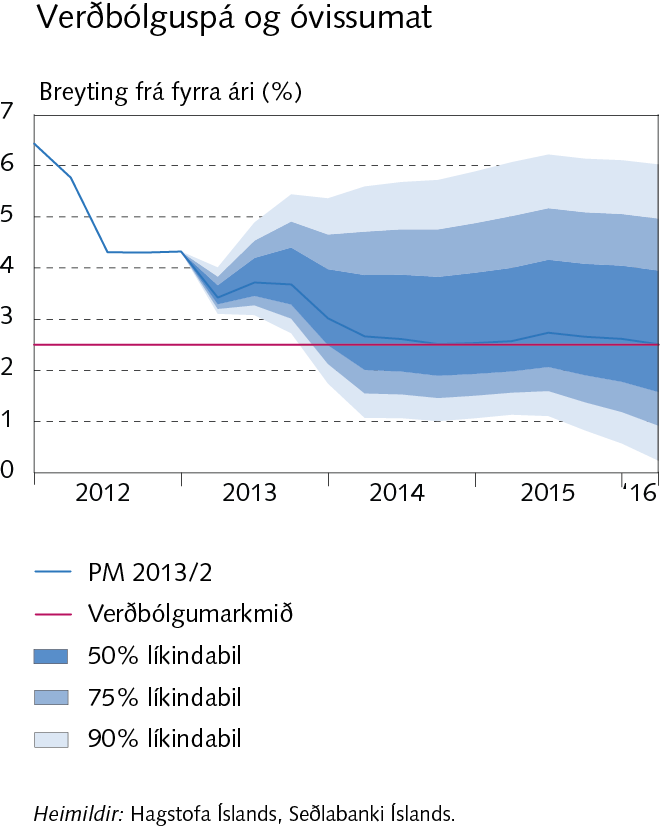 Verðbólguspá og óvissumat
Breyting frá fyrra ári (%)
7
6
5
4
3
2
1
0
2012 2013 2014 2015 '16
PM 2013/2
Verðbólgumarkmið
50% líkindabil
75% líkindabil
90% líkindabil
Heimildir: Hagstofa Íslands, Seðlabanki Íslands.